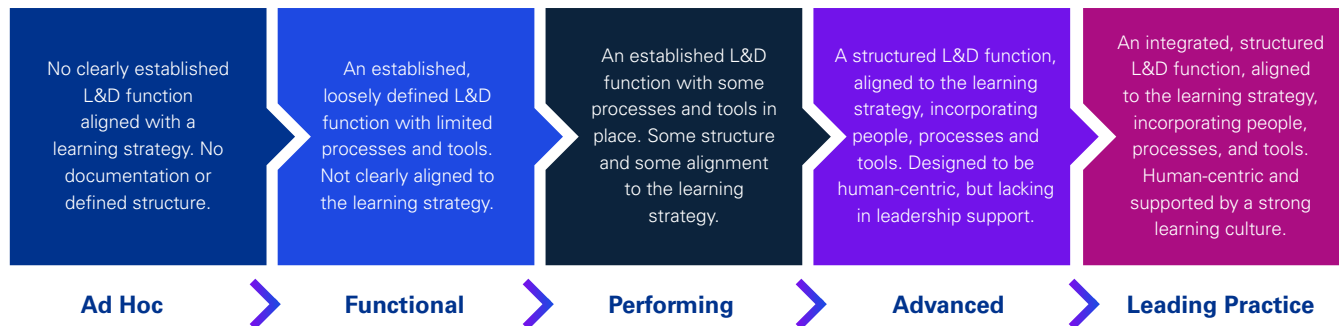 No clearly established
L&D function
aligned with a
learning strategy. No
documentation or
defined structure.
An established,
loosely defined L&D
function with limited
processes and tools.
Not clearly aligned to
the learning strategy.
An established L&D
function with some
processes and tools in
place. Some structure
and some alignment
to the learning
strategy.
A structured L&D function,
aligned to the learning
strategy, incorporating
people, processes and
tools. Designed to be
human-centric, but lacking
in leadership support.
An integrated, structured
L&D function, aligned
to the learning strategy,
incorporating people,
processes, and tools.
Human-centric and
supported by a strong
learning culture.
Ad Hoc
Functional
Performing
Advanced
Leading Practice